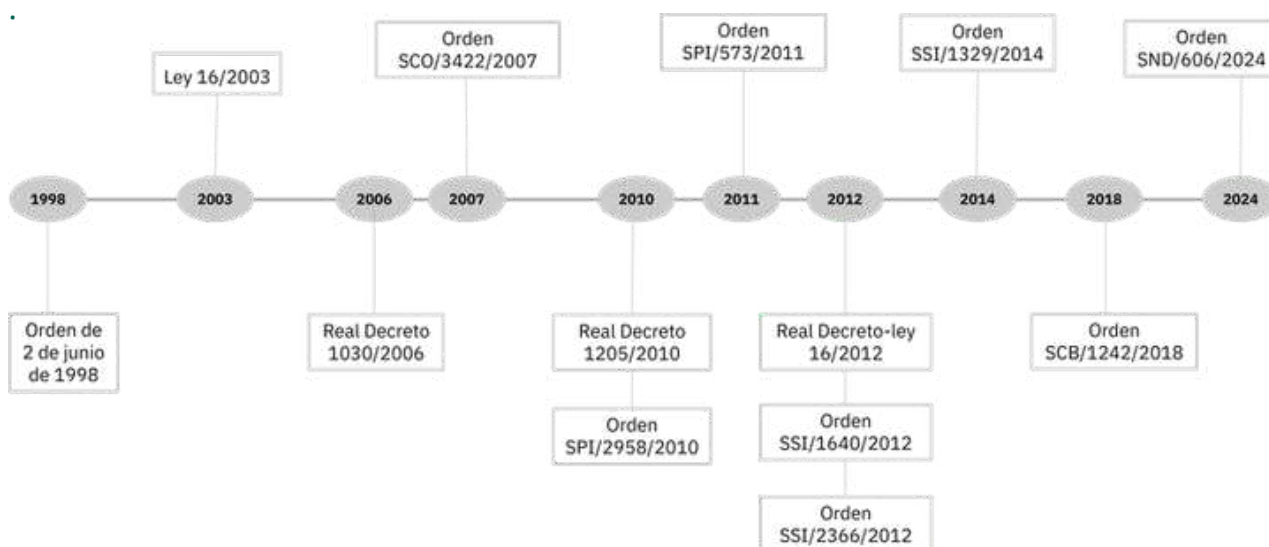 Orden
SCO/3422/2007
Orden
SPI/573/2011
Orden
SSI/1329/2014
Orden
SND/606/2024
Ley 16/2003
1998
2003
2006
2007
2010
2011
2012
2014
2018
2024
Orden de
2 de junio
de 1998
Real Decreto
1030/2006
Real Decreto
1205/2010
Real Decreto-ley
16/2012
Orden
SCB/1242/2018
Orden
SPI/2958/2010
Orden
SSI/1640/2012
Orden
SSI/2366/2012